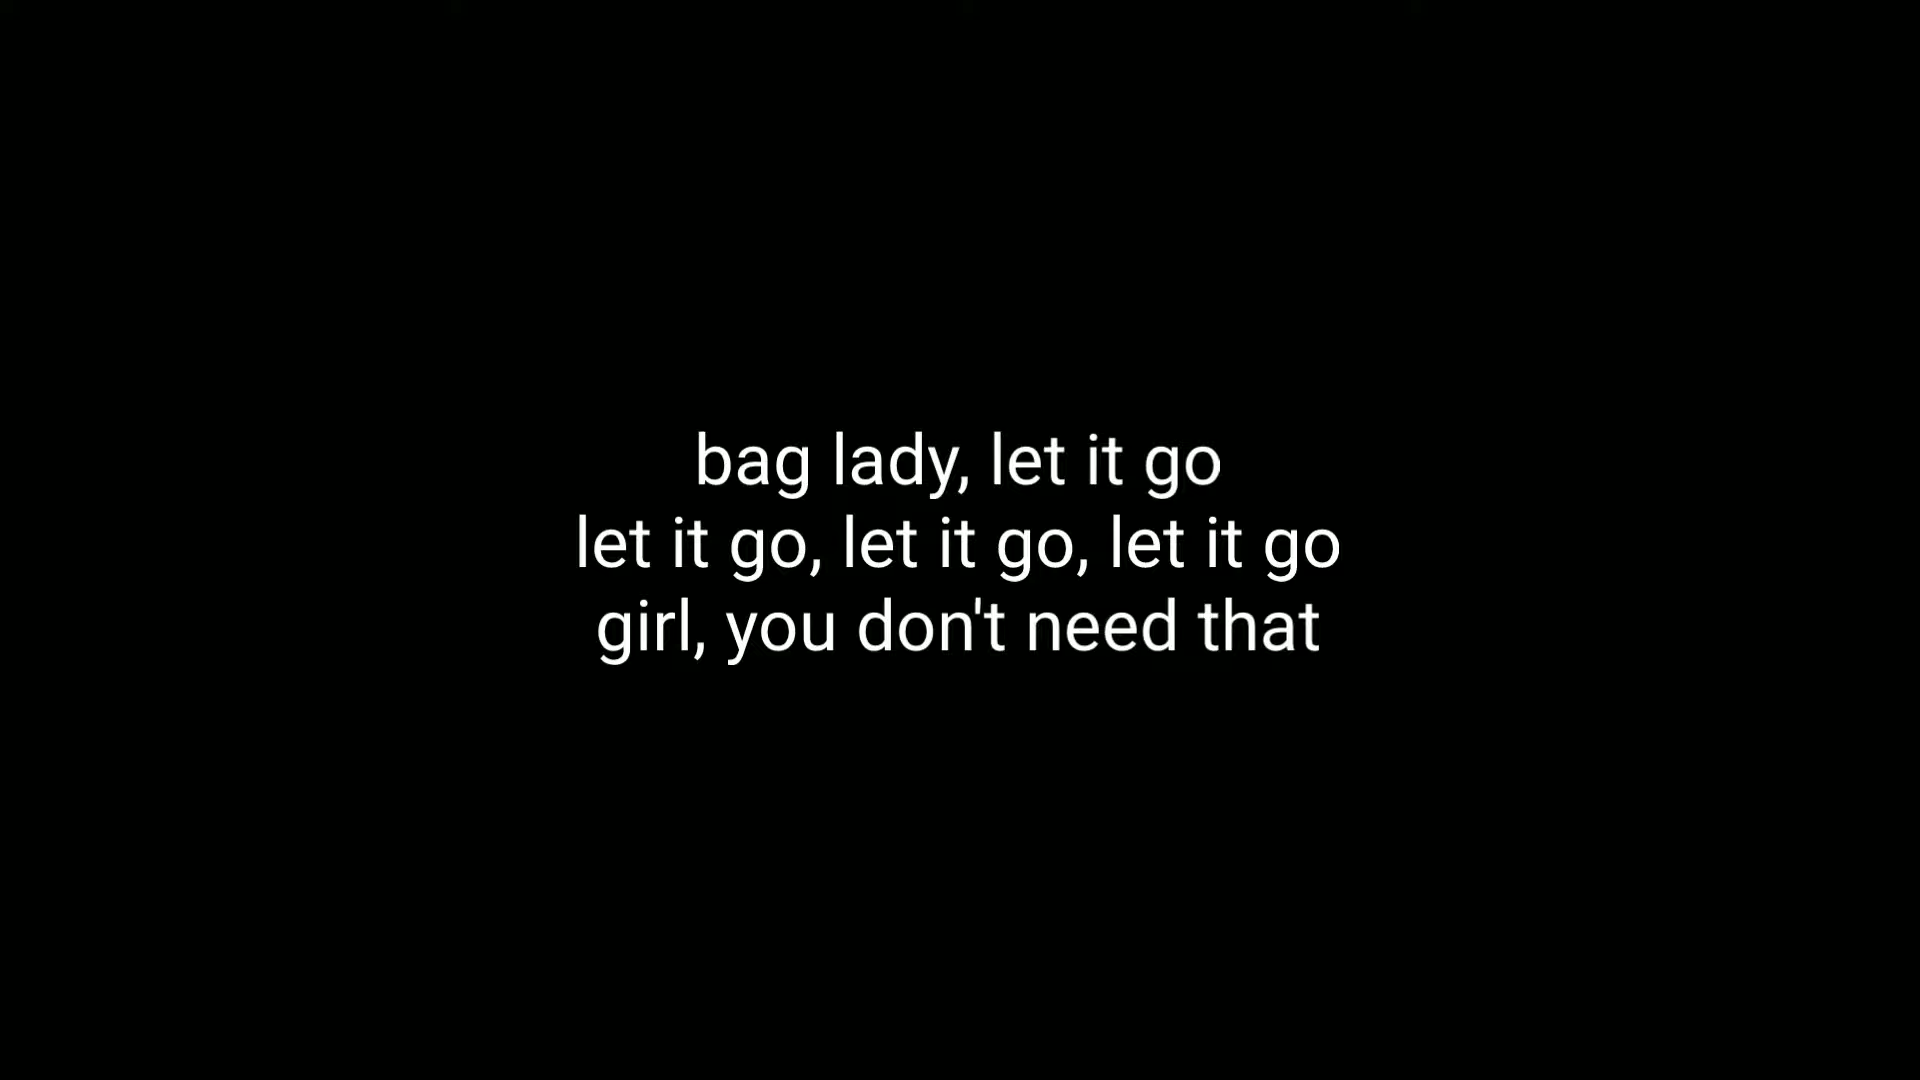 bag lady, let it go
let it go, let it go, let it go
girl, you don't need that